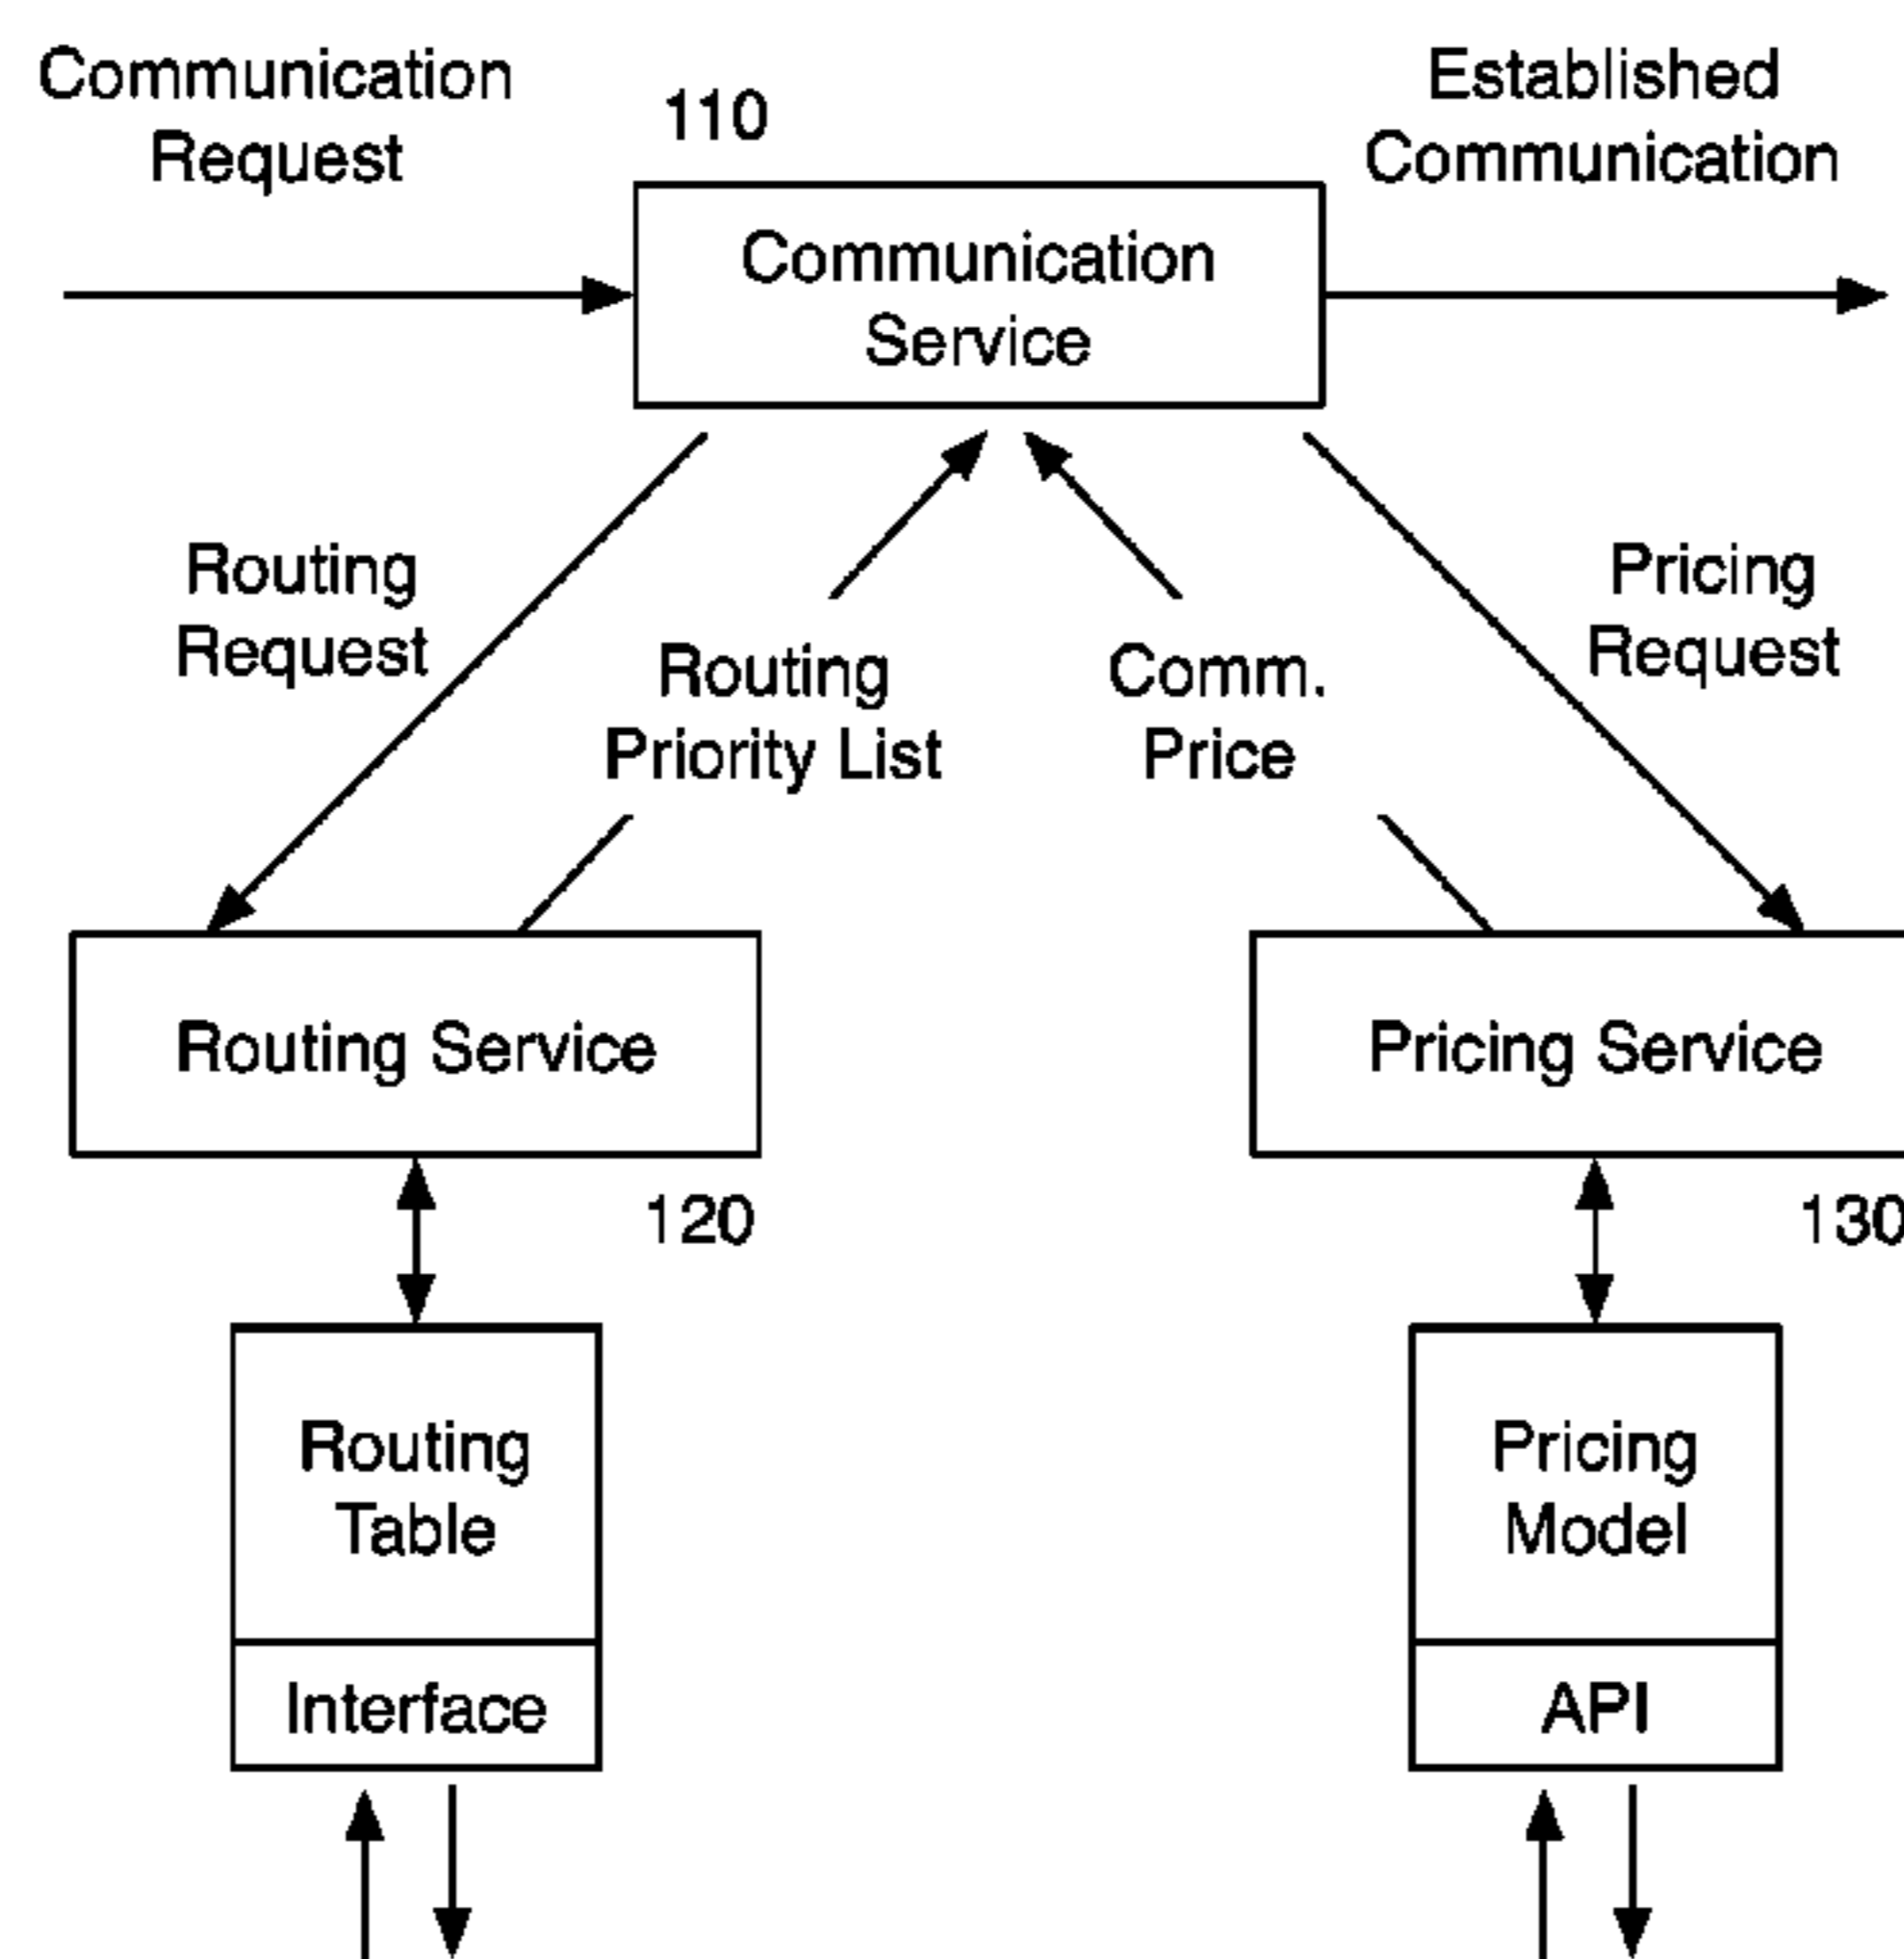 Communication
Request
110
Established
Communication
Communication
Service
Routing
Request
Routing
Priority List
Comm.
Price
Pricing
Request
Routing Service
Pricing Service
120
130
Routing
Table
Pricing
Model
Interface
API